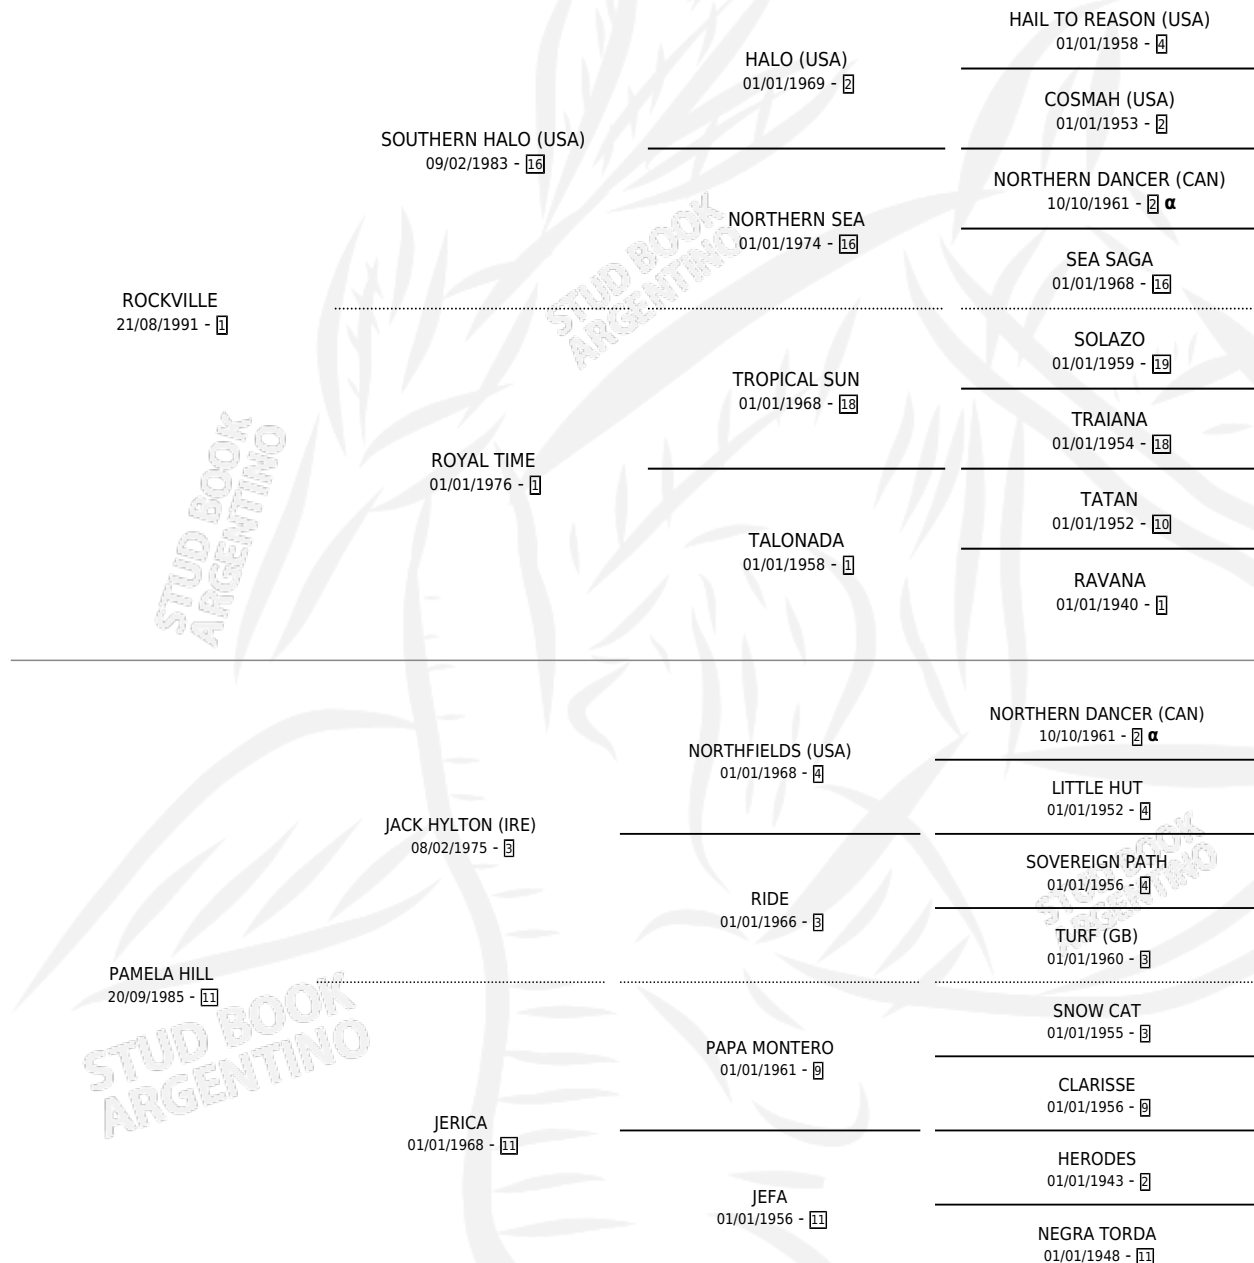 HAIL TO REASON (USA)
01/01/1958 - 4
HALO (USA)
01/01/1969 - 2
COSMAH (USA)
01/01/1953 - 2
SOUTHERN HALO (USA)
09/02/1983 - 16
NORTHERN DANCER (CAN)
10/10/1961 - 2 α
NORTHERN SEA
01/01/1974 - 16
SEA SAGA
01/01/1968 - 16
ROCKVILLE
21/08/1991 - 1
STUD BOOK
ARGENTINO
SOLAZO
01/01/1959 - 19
TROPICAL SUN
01/01/1968 - 18
TRAIANA
01/01/1954 - 18
ROYAL TIME
01/01/1976 - 1
TATAN
01/01/1952 - 10
TALONADA
01/01/1958 - 1
RAVANA
01/01/1940 - 1
STUD BOOK
ARGENTINO
NORTHERN DANCER (CAN)
10/10/1961 - 2 α
NORTHFIELDS (USA)
01/01/1968 - 4
LITTLE HUT
01/01/1952 - 4
JACK HYLTON (IRE)
08/02/1975 - 3
SOVEREIGN PATH
01/01/1956 - 4
RIDE
01/01/1966 - 3
TURF (GB)
01/01/1960 - 3
STUD BOOK
ARGENTINO
PAMELA HILL
20/09/1985 - 11
SNOW CAT
01/01/1955 - 3
PAPA MONTERO
01/01/1961 - 9
CLARISSE
01/01/1956 - 9
STUD BOOK
ARGENTINO
JERICA
01/01/1968 - 11
HERODES
01/01/1943 - 2
JEFA
01/01/1956 - 11
NEGRA TORDA
01/01/1948 - 11